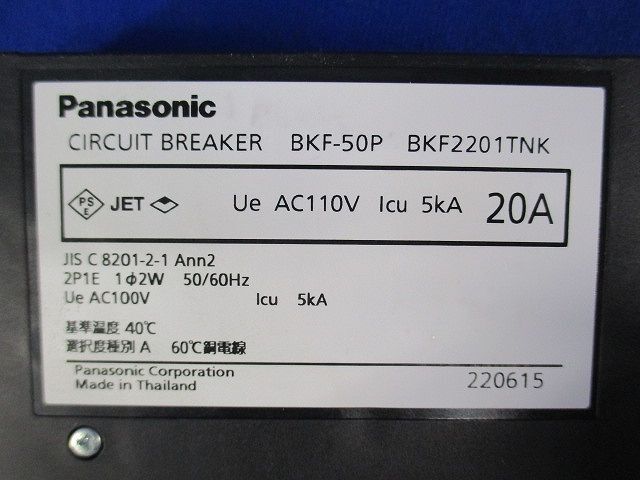 Panasonic
CIRCUIT BREAKER BKF-50P BKF2201TNK
PS E JET Ue AC110V Icu 5kA 20A
JIS C 8201-2-1 Ann2
2P1E 1φ2W 50/60Hz
Ue AC100V Icu 5kA
基準温度 40℃
選択度種別 A 60℃銅電線
Panasonic Corporation
Made in Thailand 220615